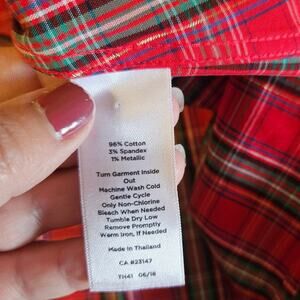 96% Cotton
3% Spandex
1% Metallic
Turn Garment Inside
Out
Machine Wash Cold
Gentle Cycle
Only Non-Chlorine
Bleach When Needed
Tumble Dry Low
Remove Promptly
Warm Iron, If Needed
Made in Thailand
CA #23147
TH41 06/18